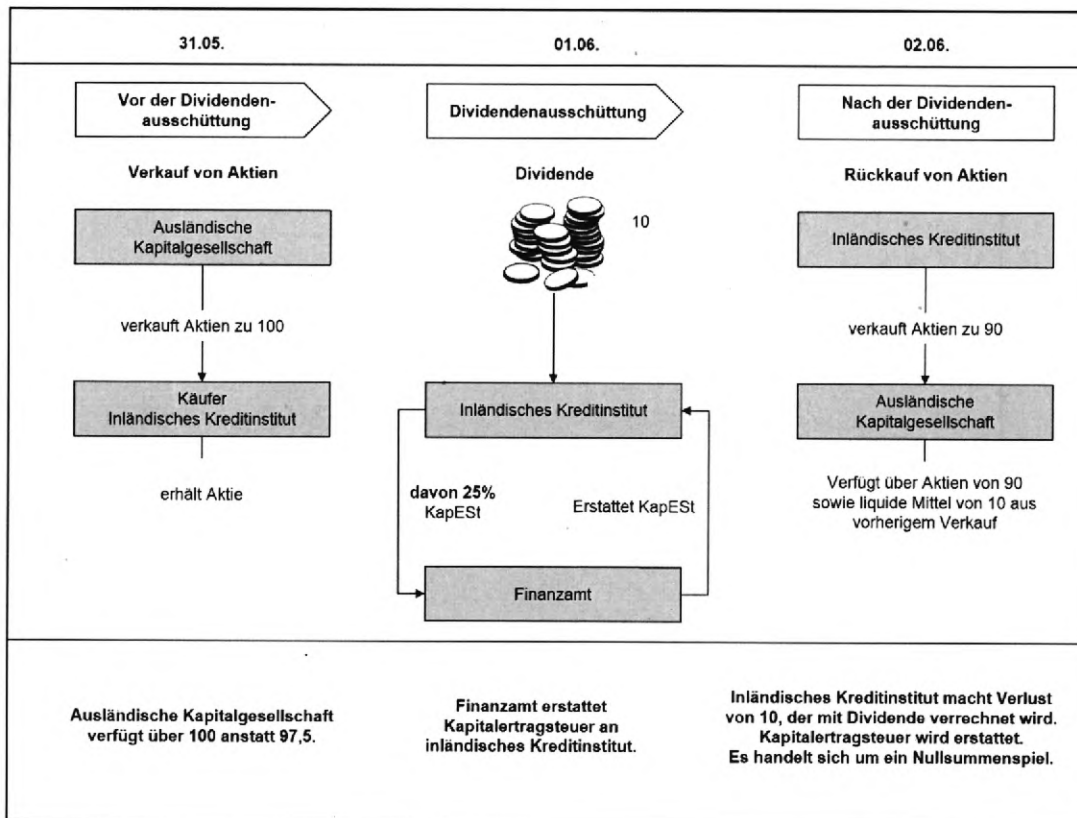 31.05.
01.06.
02.06.
Vor der Dividenden-
ausschüttung
Dividendenausschüttung
Nach der Dividenden-
ausschüttung
Verkauf von Aktien
Dividende
Rückkauf von Aktien
Ausländische
Kapitalgesellschaft
10
Inländisches Kreditinstitut
verkauft Aktien zu 100
verkauft Aktien zu 90
Käufer
Inländisches Kreditinstitut
Inländisches Kreditinstitut
Ausländische
Kapitalgesellschaft
erhält Aktie
davon 25%
KapESt
Erstattet KapESt
Verfügt über Aktien von 90
sowie liquide Mittel von 10 aus
vorherigem Verkauf
Finanzamt
Ausländische Kapitalgesellschaft
verfügt über 100 anstatt 97,5.
Finanzamt erstattet
Kapitalertragsteuer an
inländisches Kreditinstitut.
Inländisches Kreditinstitut macht Verlust
von 10, der mit Dividende verrechnet wird.
Kapitalertragsteuer wird erstattet.
Es handelt sich um ein Nullsummenspiel.